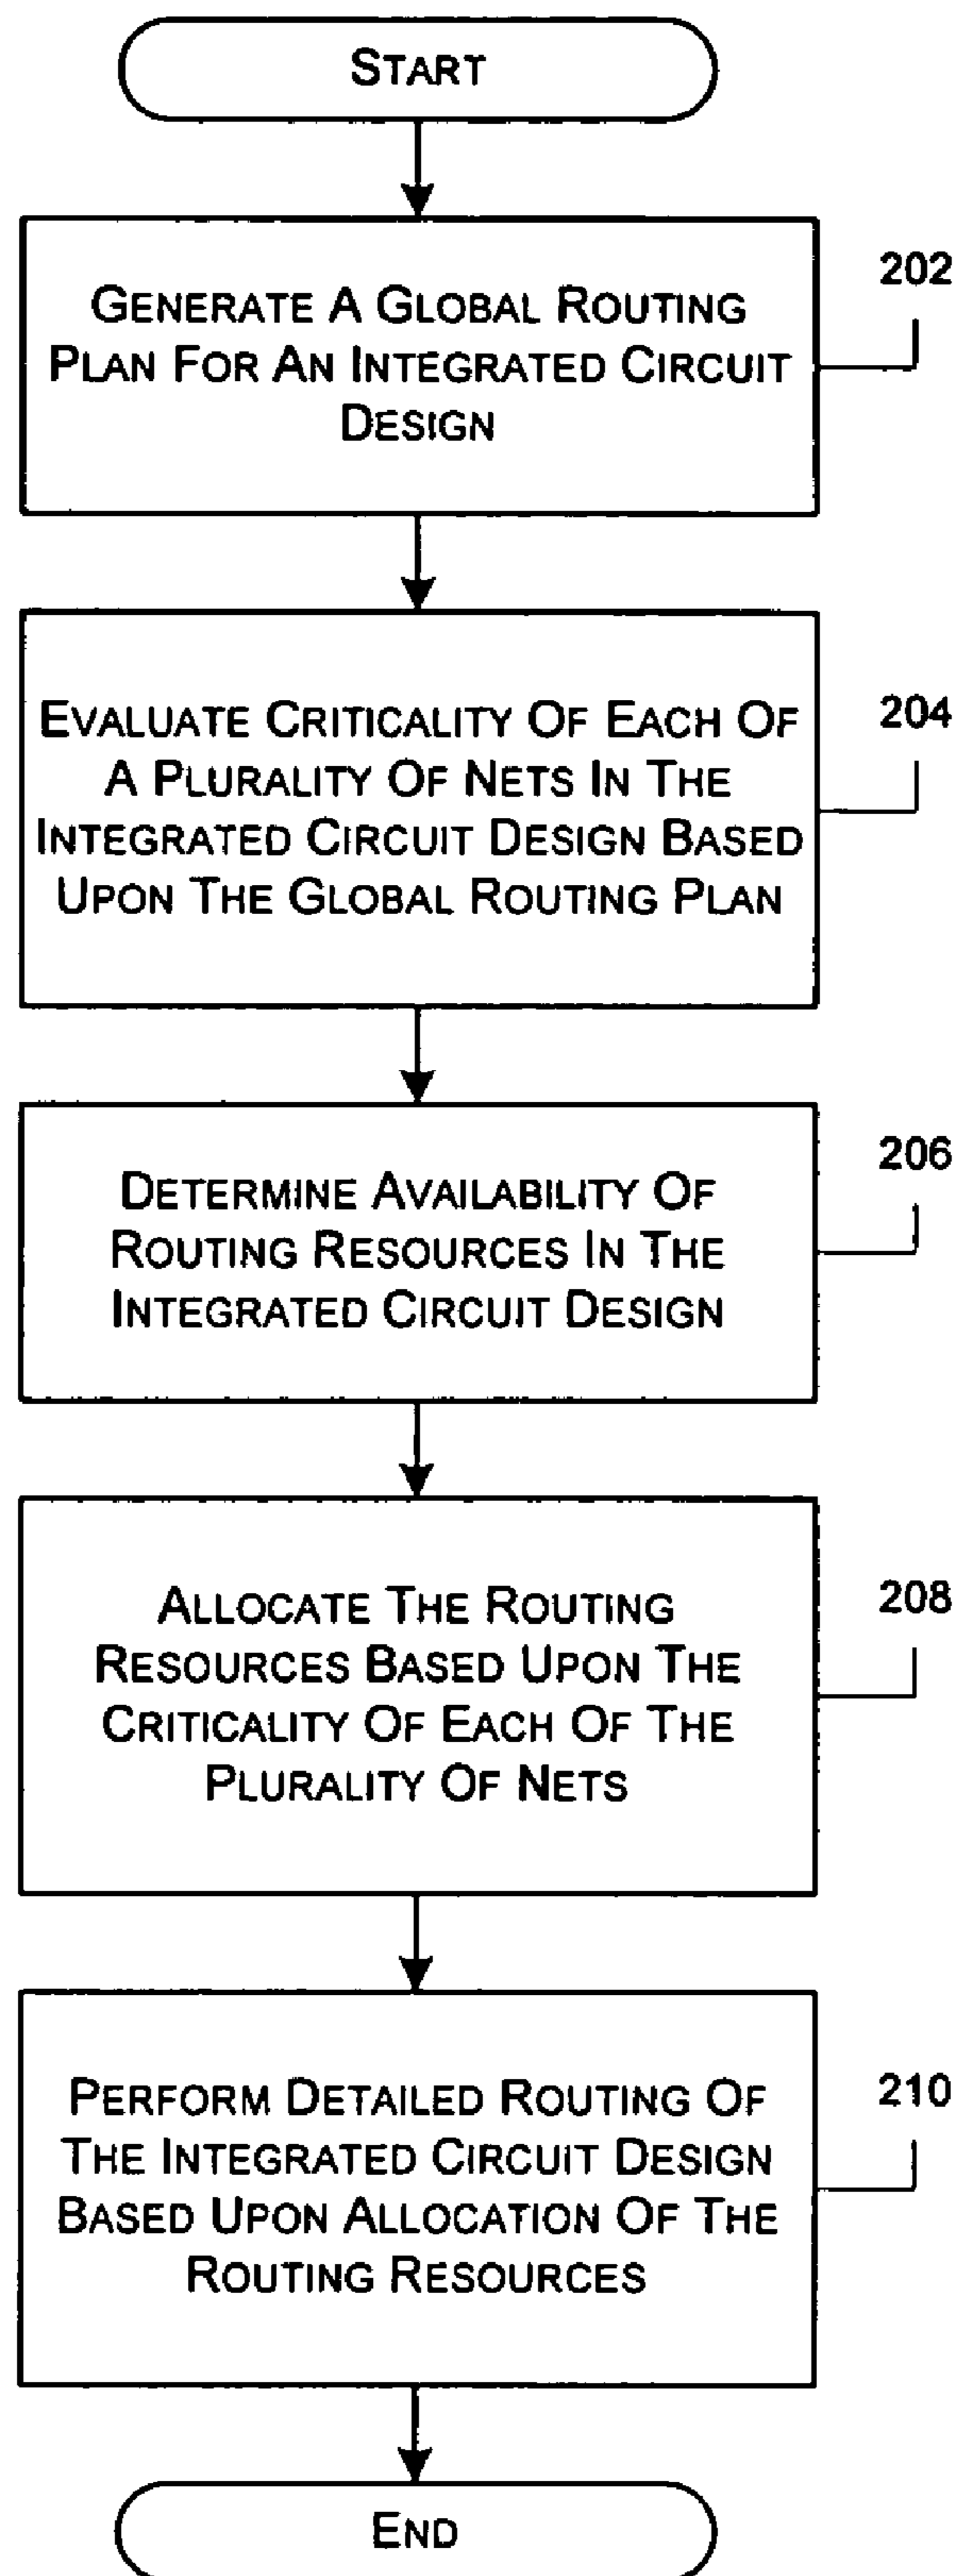 START
GENERATE A GLOBAL ROUTING
PLAN FOR AN INTEGRATED CIRCUIT
DESIGN
202
EVALUATE CRITICALITY OF EACH OF
A PLURALITY OF NETS IN THE
INTEGRATED CIRCUIT DESIGN BASED
UPON THE GLOBAL ROUTING PLAN
204
DETERMINE AVAILABILITY OF
ROUTING RESOURCES IN THE
INTEGRATED CIRCUIT DESIGN
206
ALLOCATE THE ROUTING
RESOURCES BASED UPON THE
CRITICALITY OF EACH OF THE
PLURALITY OF NETS
208
PERFORM DETAILED ROUTING OF
THE INTEGRATED CIRCUIT DESIGN
BASED UPON ALLOCATION OF THE
ROUTING RESOURCES
210
END